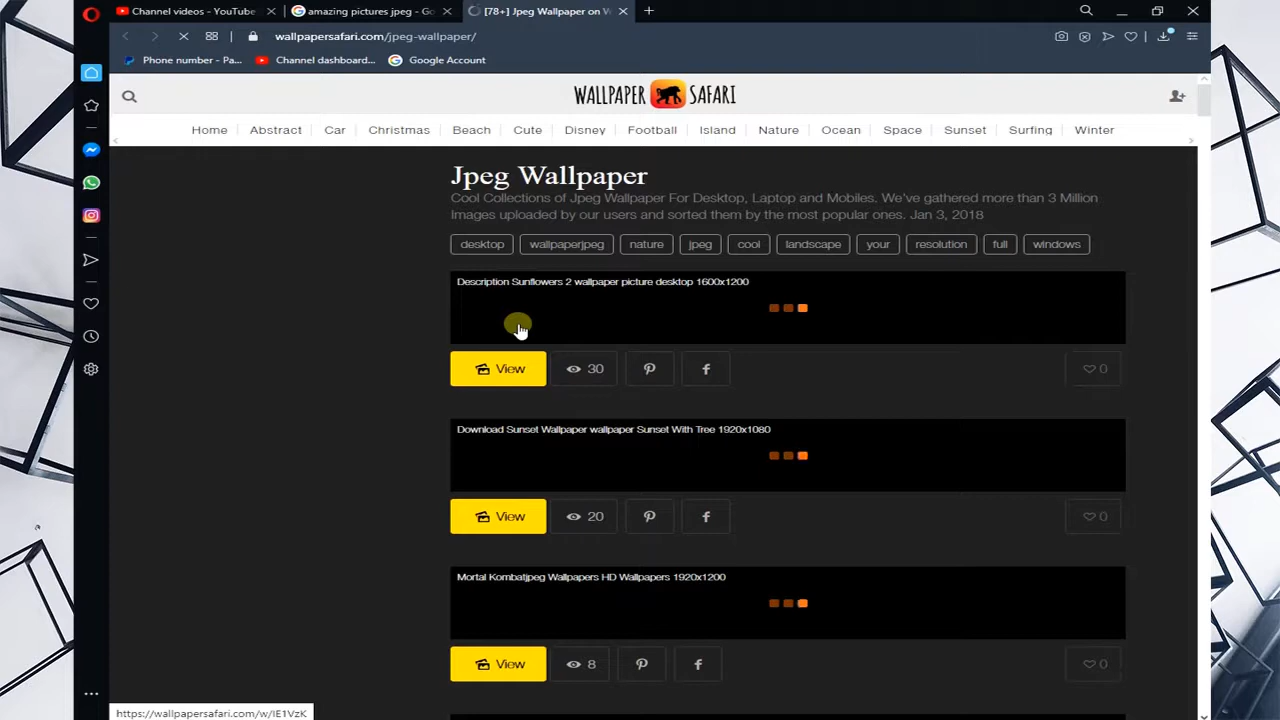 Channel videos - YouTube
amazing pictures jpeg - Go
[78+] Jpeg Wallpaper on W
wallpapersafari.com/jpeg-wallpaper/
Phone number - Pa...
Channel dashboard...
Google Account
WALLPAPER SAFARI
Home Abstract Car Christmas Beach Cute Disney Football Island Nature Ocean Space Sunset Surfing Winter
Jpeg Wallpaper
Cool Collections of Jpeg Wallpaper For Desktop, Laptop and Mobiles. We've gathered more than 3 Million
Images uploaded by our users and sorted them by the most popular ones. Jan 3, 2018
desktop wallpaperjpeg nature jpeg cool landscape your resolution full windows
Description Sunflowers 2 wallpaper picture desktop 1600x1200
View 30 0
Download Sunset Wallpaper wallpaper Sunset With Tree 1920x1080
View 20 0
Mortal Kombatjpeg Wallpapers HD Wallpapers 1920x1200
View 8 0
https://wallpapersafari.com/w/IE1VzK